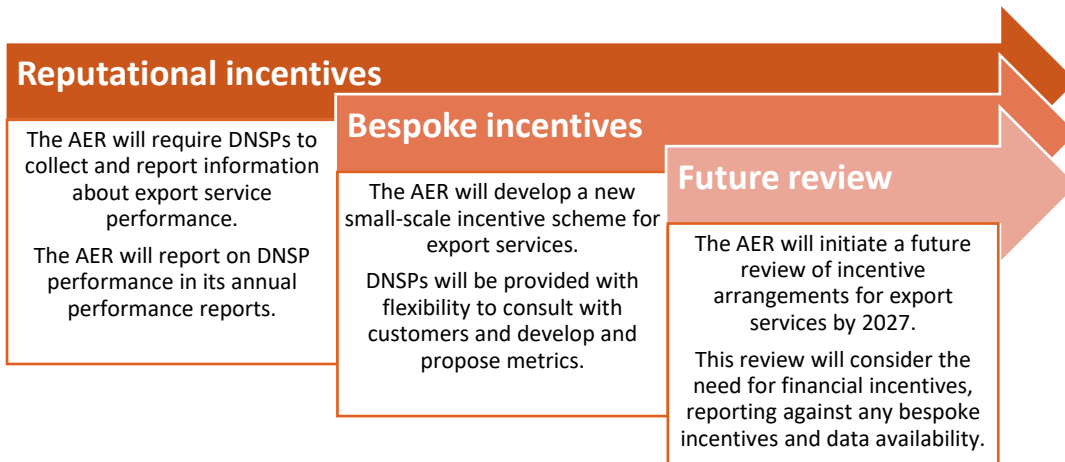 Reputational incentives
The AER will require DNSPs to
collect and report information
about export service
performance.
The AER will report on DNSP
performance in its annual
performance reports.
Bespoke incentives
The AER will develop a new
small-scale incentive scheme for
export services.
DNSPs will be provided with
flexibility to consult with
customers and develop and
propose metrics.
Future review
The AER will initiate a future
review of incentive
arrangements for export
services by 2027.
This review will consider the
need for financial incentives,
reporting against any bespoke
incentives and data availability.